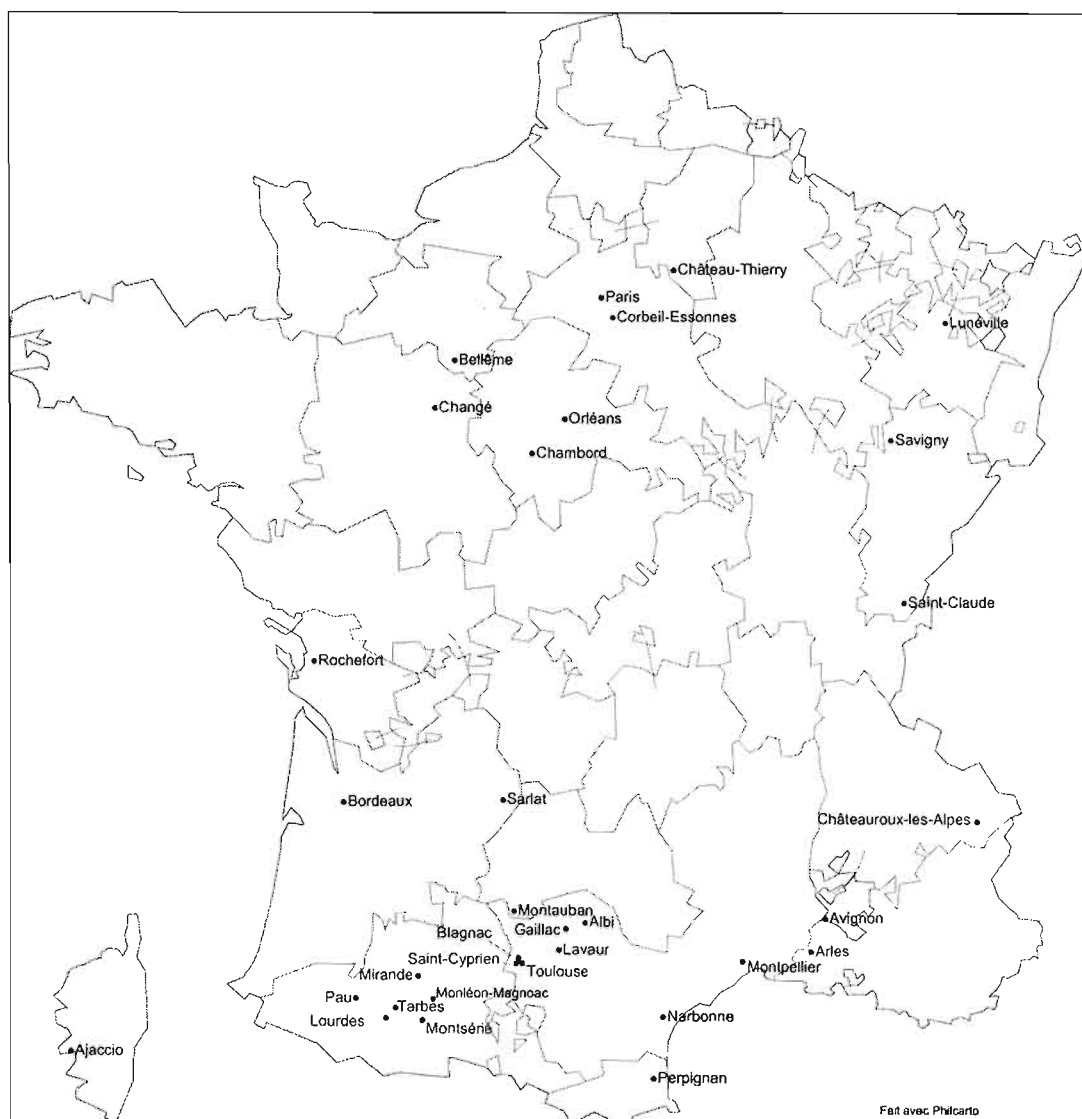 Château-Thierry
Paris
Corbeil-Essonnes
Lunéville
Bellême
Changé
Orléans
Savigny
Chambord
Saint-Claude
Rochefort
Bordeaux
Sarlat
Châteauroux-les-Alpes
Montauban
Albi
Avignon
Gaillac
Blagnac
Lavaur
Arles
Saint-Cyprien
Toulouse
Montpellier
Mirande
Pau
Monléon-Magnoac
Tarbes
Lourdes
Montsérié
Narbonne
Ajaccio
Perpignan
Fait avec Philcarto